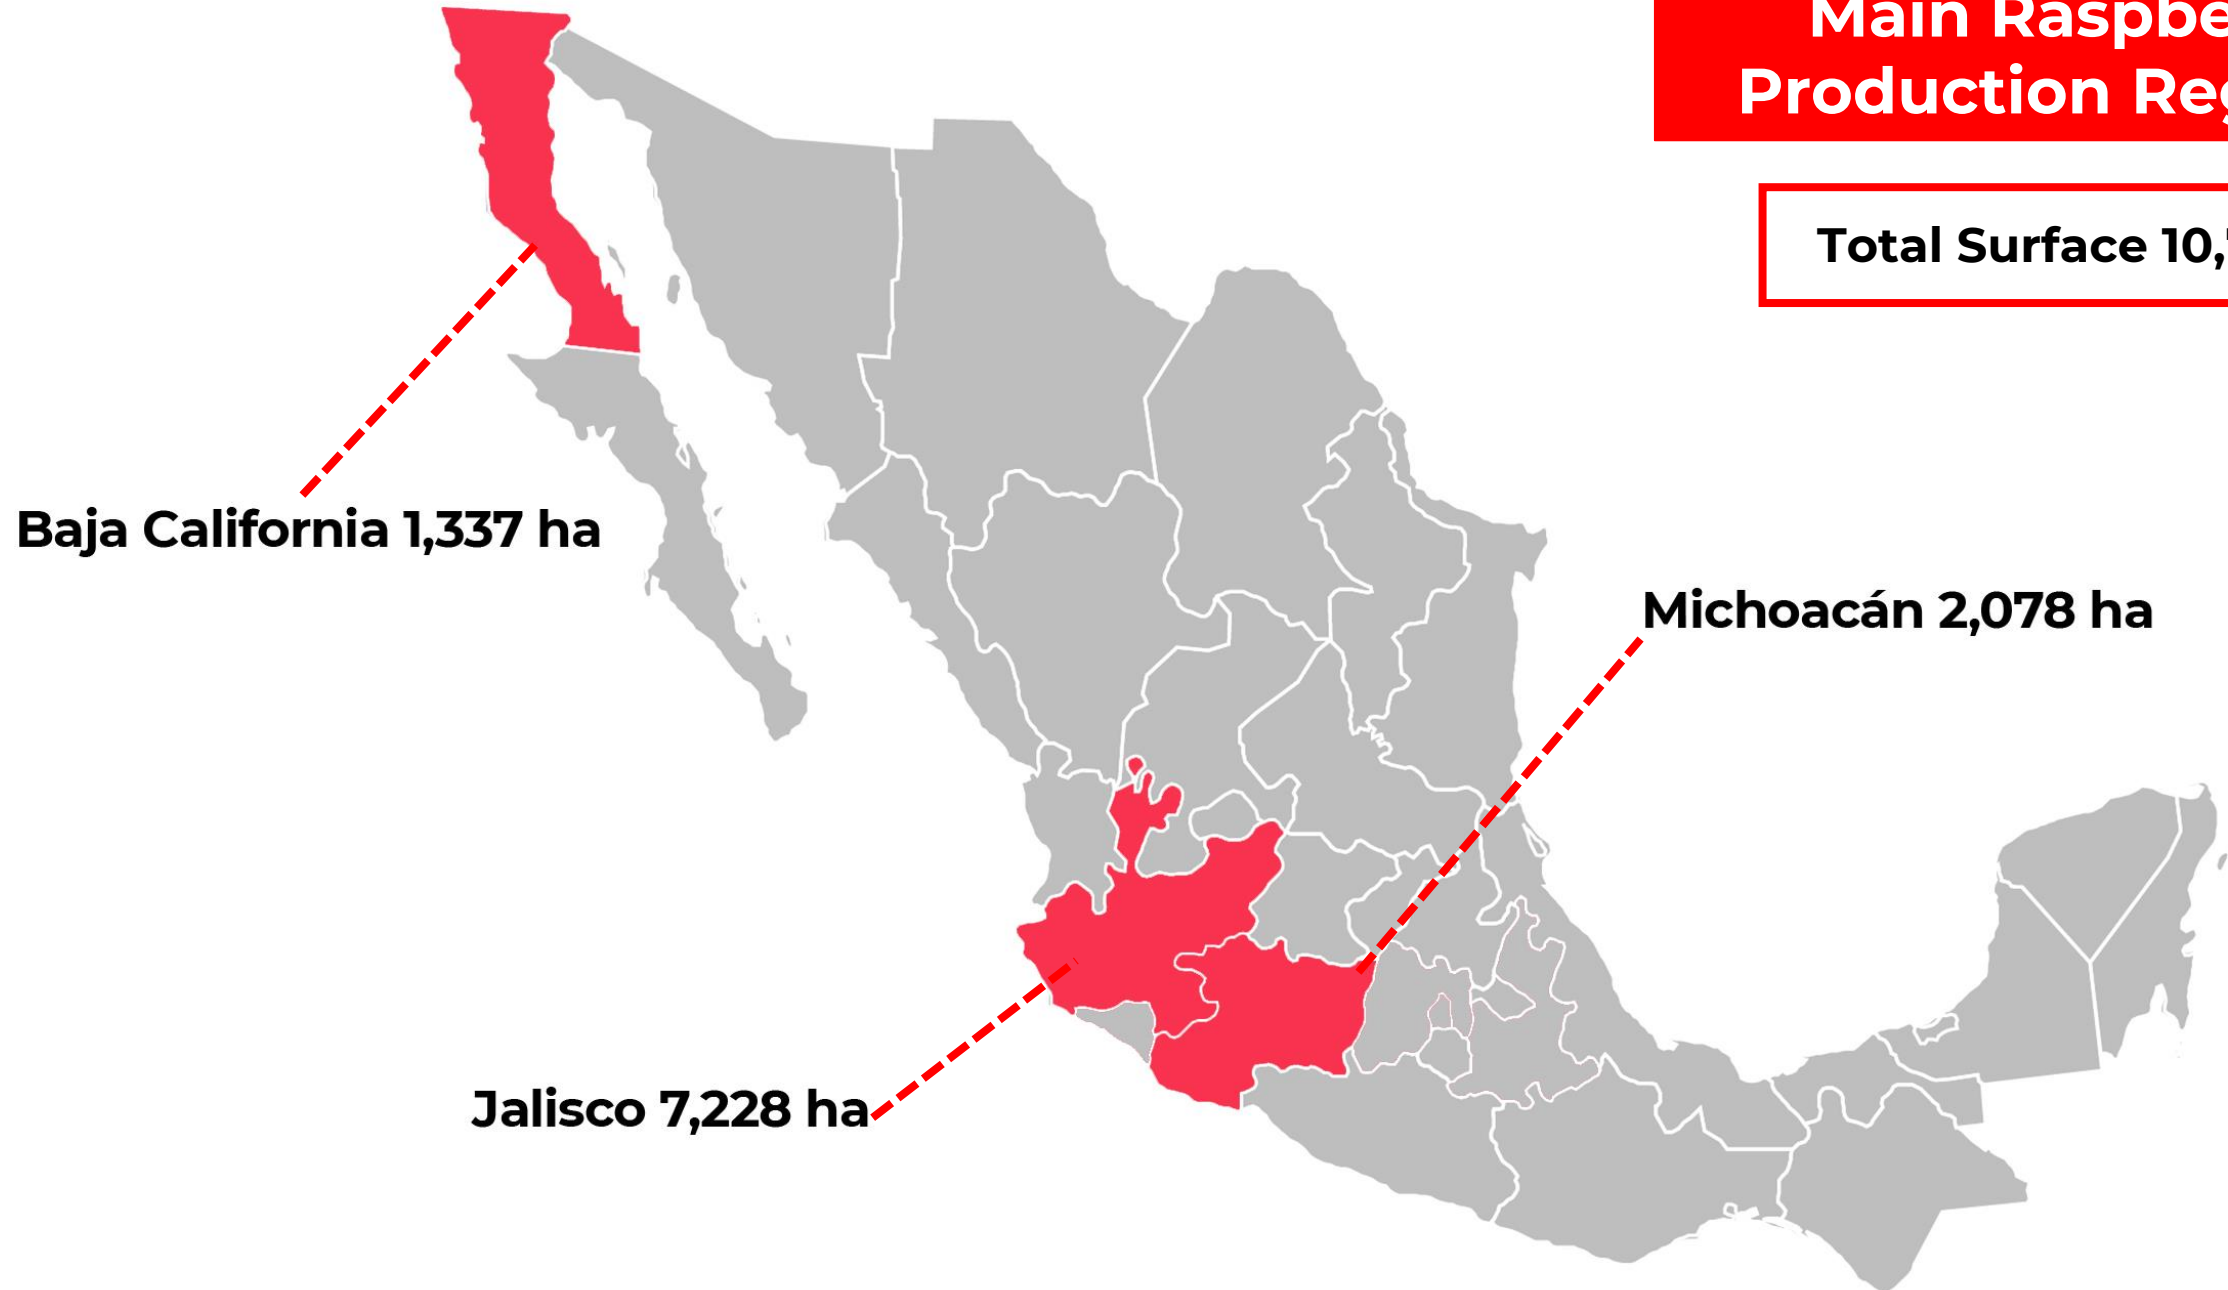 Main Raspbe
Production Reg
Total Surface 10,
Baja California 1,337 ha
Michoacán 2,078 ha
Jalisco 7,228 ha